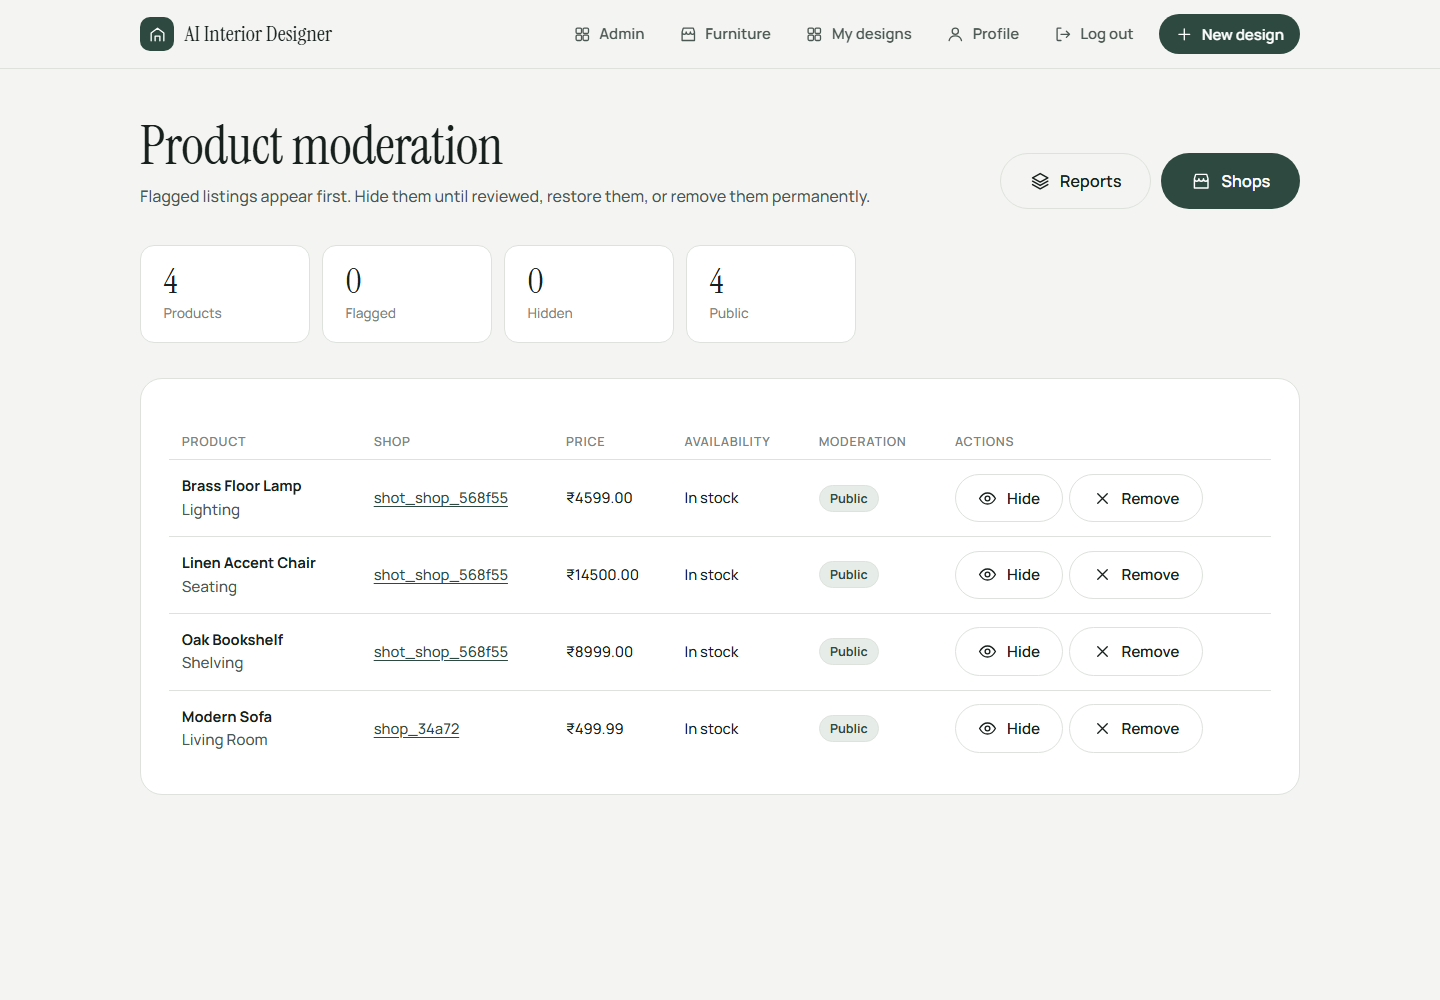 AI Interior Designer
Admin
Furniture
My designs
Profile
Log out
New design
Product moderation
Flagged listings appear first. Hide them until reviewed, restore them, or remove them permanently.
Reports
Shops
4
Products
0
Flagged
0
Hidden
4
Public
PRODUCT SHOP PRICE AVAILABILITY MODERATION ACTIONS
Brass Floor Lamp
Lighting
shot_shop_568f55
₹4599.00
In stock
Public
Hide
Remove
Linen Accent Chair
Seating
shot_shop_568f55
₹14500.00
In stock
Public
Hide
Remove
Oak Bookshelf
Shelving
shot_shop_568f55
₹8999.00
In stock
Public
Hide
Remove
Modern Sofa
Living Room
shop_34a72
₹499.99
In stock
Public
Hide
Remove